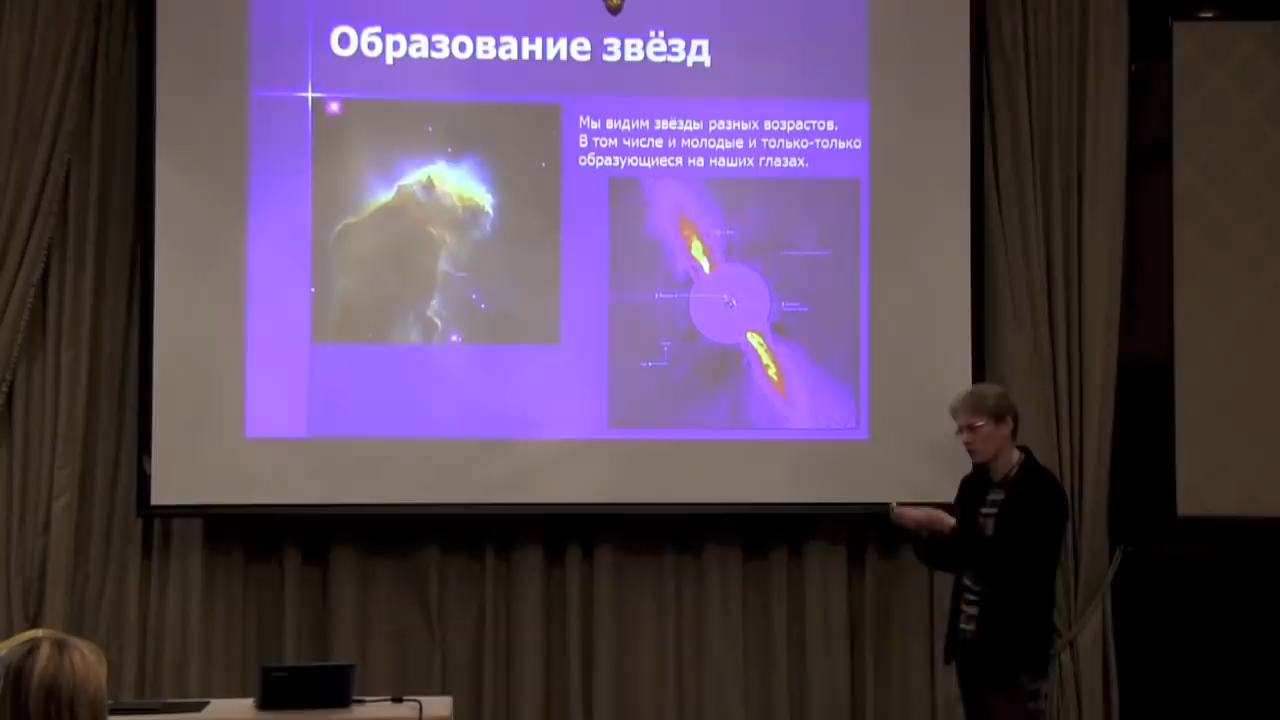 Образование звёзд
Мы видим звёзды разных возрастов.
В том числе и молодые и только-только
образующиеся на наших глазах.